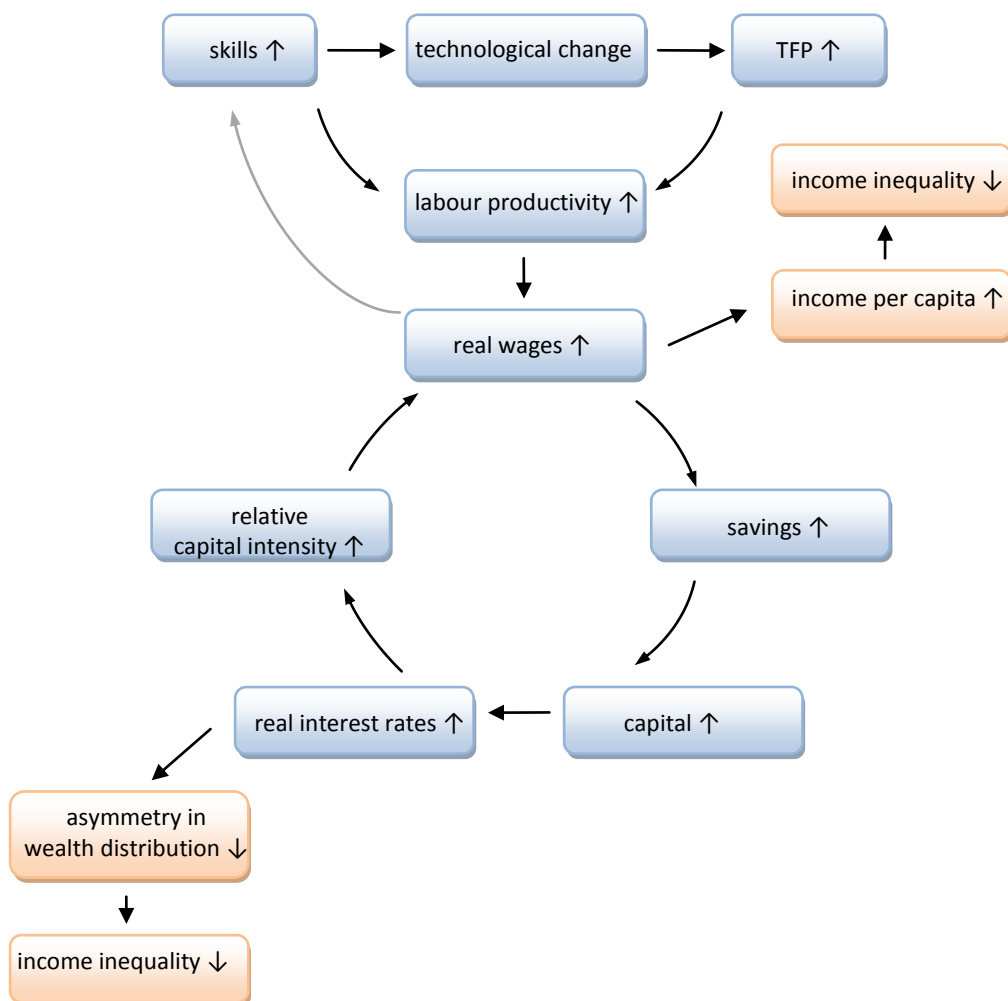 skills ↑
technological change
TFP ↑
labour productivity ↑
income inequality ↓
income per capita ↑
real wages ↑
relative
capital intensity ↑
savings ↑
real interest rates ↑
capital ↑
asymmetry in
wealth distribution ↓
income inequality ↓